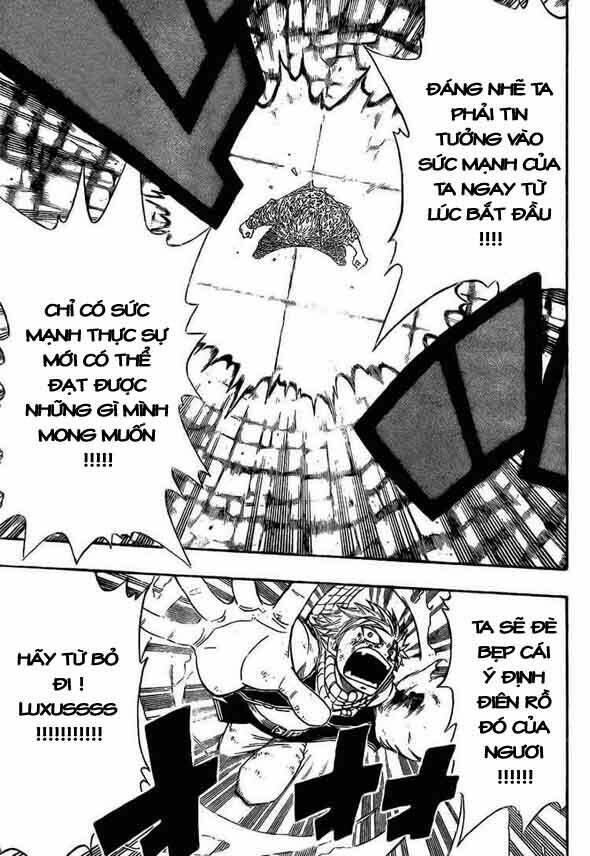 ĐÁNG NHẼ TA
PHẢI TIN
TƯỞNG VÀO
SỨC MẠNH CỦA
TA NGAY TỪ
LÚC BẮT ĐẦU
!!!!
CHỈ CÓ SỨC
MẠNH THỰC SỰ
MỚI CÓ THỂ
ĐẠT ĐƯỢC
NHỮNG GÌ MÌNH
MONG MUỐN
!!!!!
TA SẼ ĐÈ
BẸP CÁI
Ý ĐỊNH
ĐIÊN RỒ
ĐÓ CỦA
NGƯƠI
!!!!!!
HÃY TỪ BỎ
ĐI !
LUXUSSSS
!!!!!!!!!!!